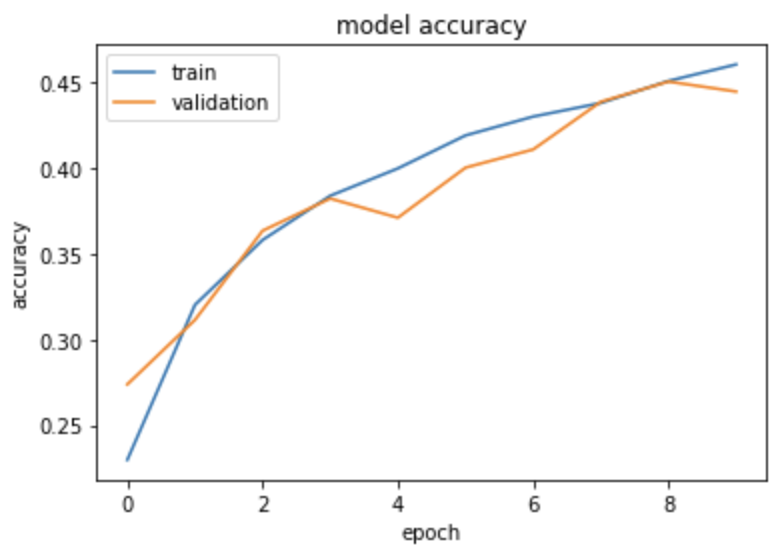 model accuracy
train
validation
0.45
0.40
0.35
0.30
0.25
accuracy
0 2 4 6 8
epoch